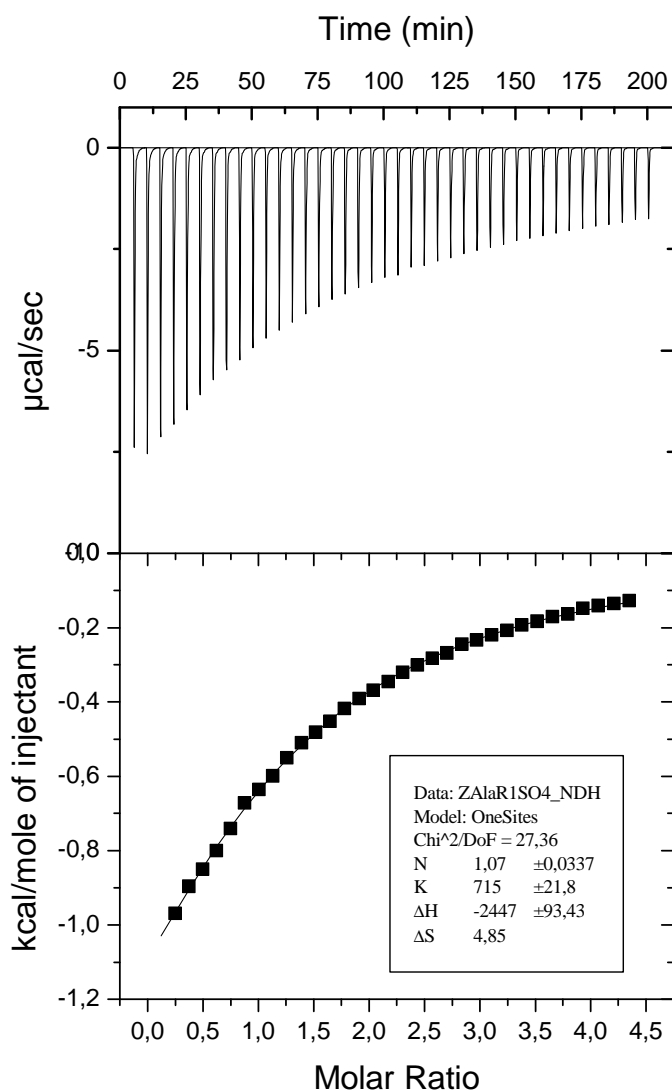 Time (min)
0 25 50 75 100 125 150 175 200
0
-5
-10
µcal/sec
0,0
-0,2
-0,4
-0,6
-0,8
-1,0
-1,2
kcal/mole of injectant
Data: ZAlaR1SO4_NDH
Model: OneSites
Chi^2/DoF = 27,36
N 1,07 ±0,0337
K 715 ±21,8
ΔH -2447 ±93,43
ΔS 4,85
0,0 0,5 1,0 1,5 2,0 2,5 3,0 3,5 4,0 4,5
Molar Ratio